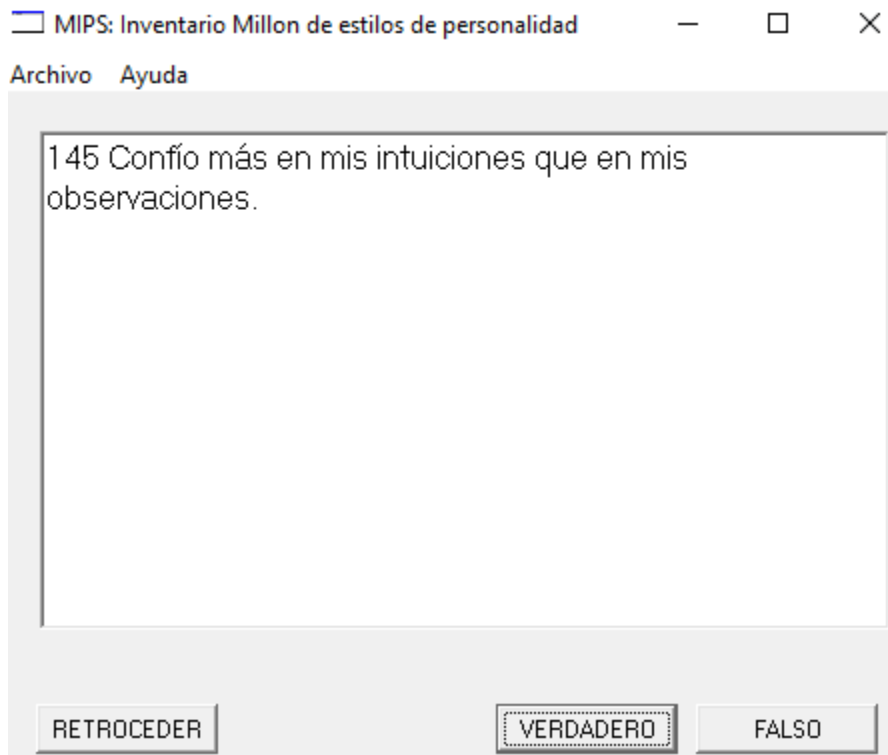 MIPS: Inventario Millon de estilos de personalidad
Archivo Ayuda
145 Confío más en mis intuiciones que en mis
observaciones.
RETROCEDER VERDADERO FALSO